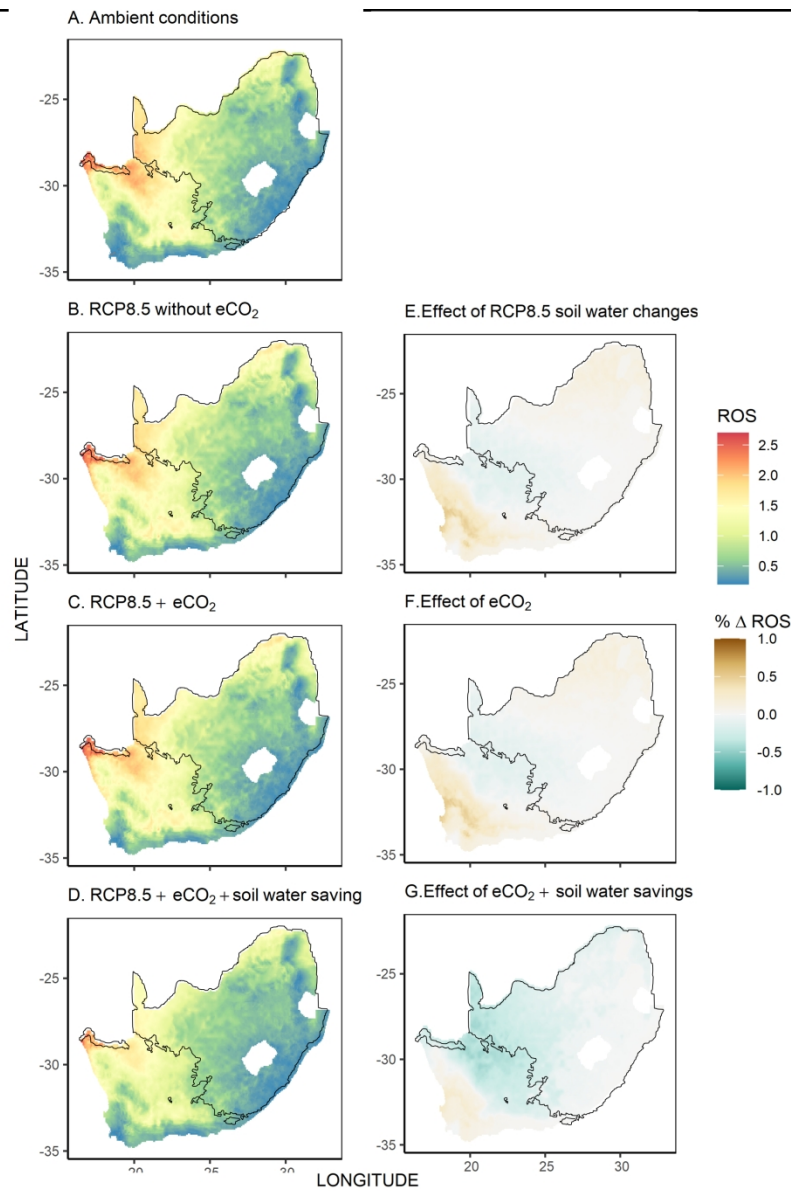 A. Ambient conditions
-25
-30
-35
B. RCP8.5 without eCO₂
E.Effect of RCP8.5 soil water changes
-25
-30
-35
-25
-30
-35
ROS
2.5
2.0
1.5
1.0
0.5
LATITUDE
C. RCP8.5 + eCO₂
F.Effect of eCO₂
-25
-30
-35
-25
-30
-35
% Δ ROS
1.0
0.5
0.0
-0.5
-1.0
D. RCP8.5 + eCO₂ + soil water saving
G.Effect of eCO₂ + soil water savings
-25
-30
-35
-25
-30
-35
20 25 30
20 25 30
LONGITUDE